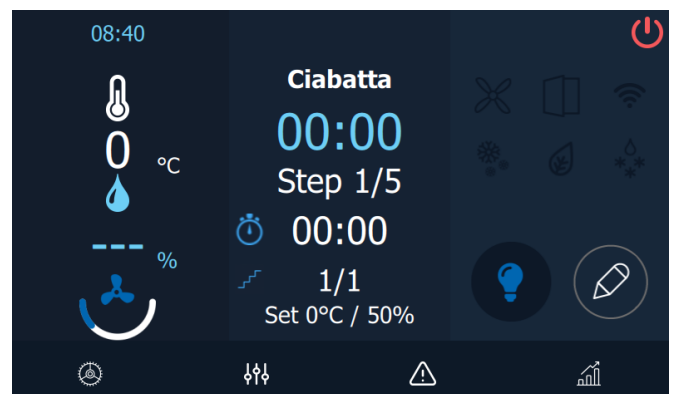 08:40
0 °C
--- %
Ciabatta
00:00
Step 1/5
00:00
1/1
Set 0°C / 50%